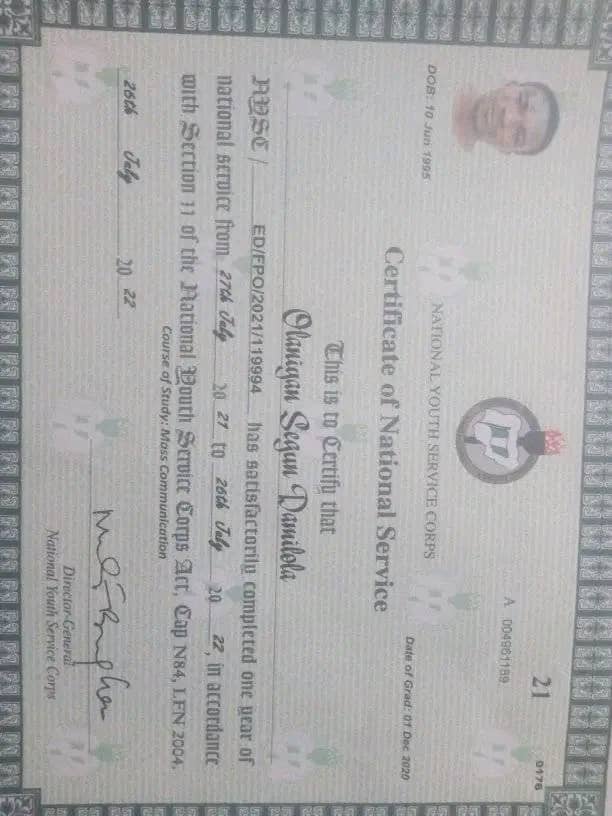 21
0176
A 004961189
NATIONAL YOUTH SERVICE CORPS
DOB: 10 Jun 1995
Date of Grad: 01 Dec 2020
Certificate of National Service
This is to Certify that
Olanigan Segun Damilola
NYSC / ED/FPO/2021/119994 has satisfactorily completed one year of
national service from 27th July 20 21 to 26th July 20 22, in accordance
with Section 11 of the National Youth Service Corps Act, Cap N84, LFN 2004.
Course of Study: Mass Communication
26th July 20 22
Director-General
National Youth Service Corps